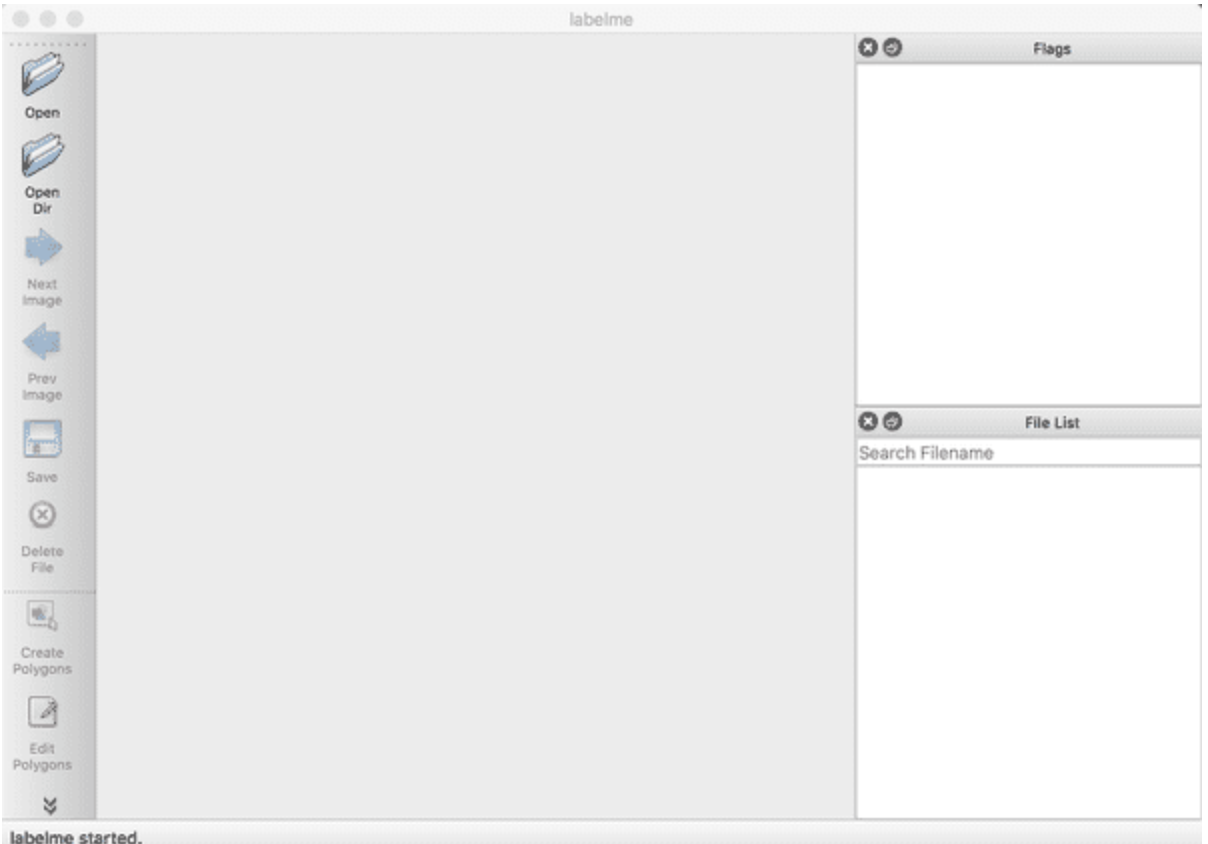 labelme
Open
Open
Dir
Next
Image
Prev
Image
Save
Delete
File
Create
Polygons
Edit
Polygons
Flags
File List
Search Filename
labelme started.